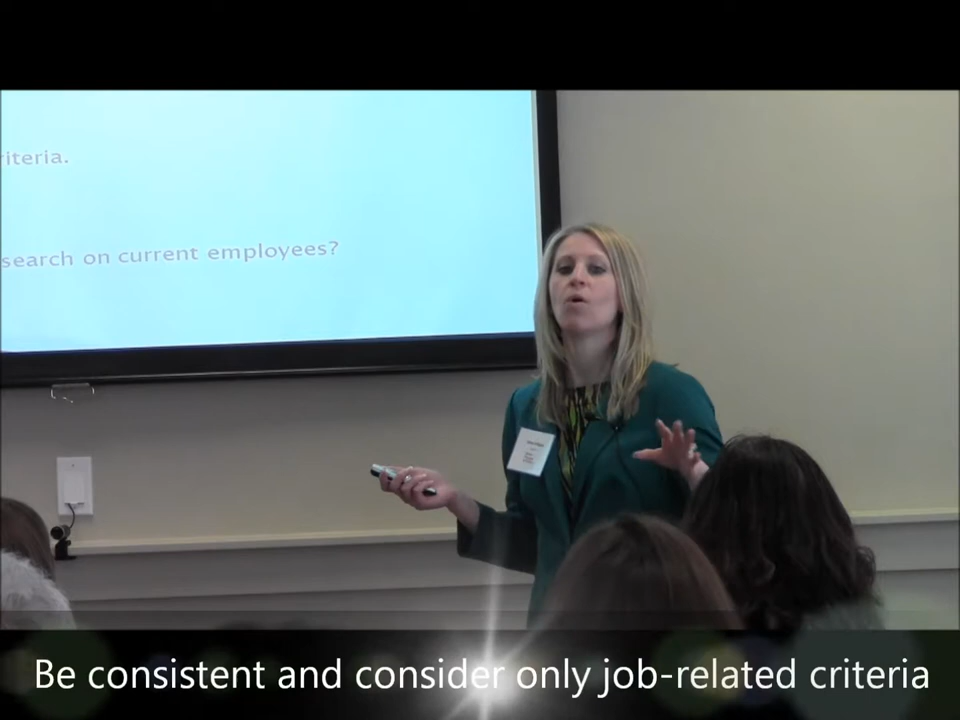 riteria.
search on current employees?
Be consistent and consider only job-related criteria